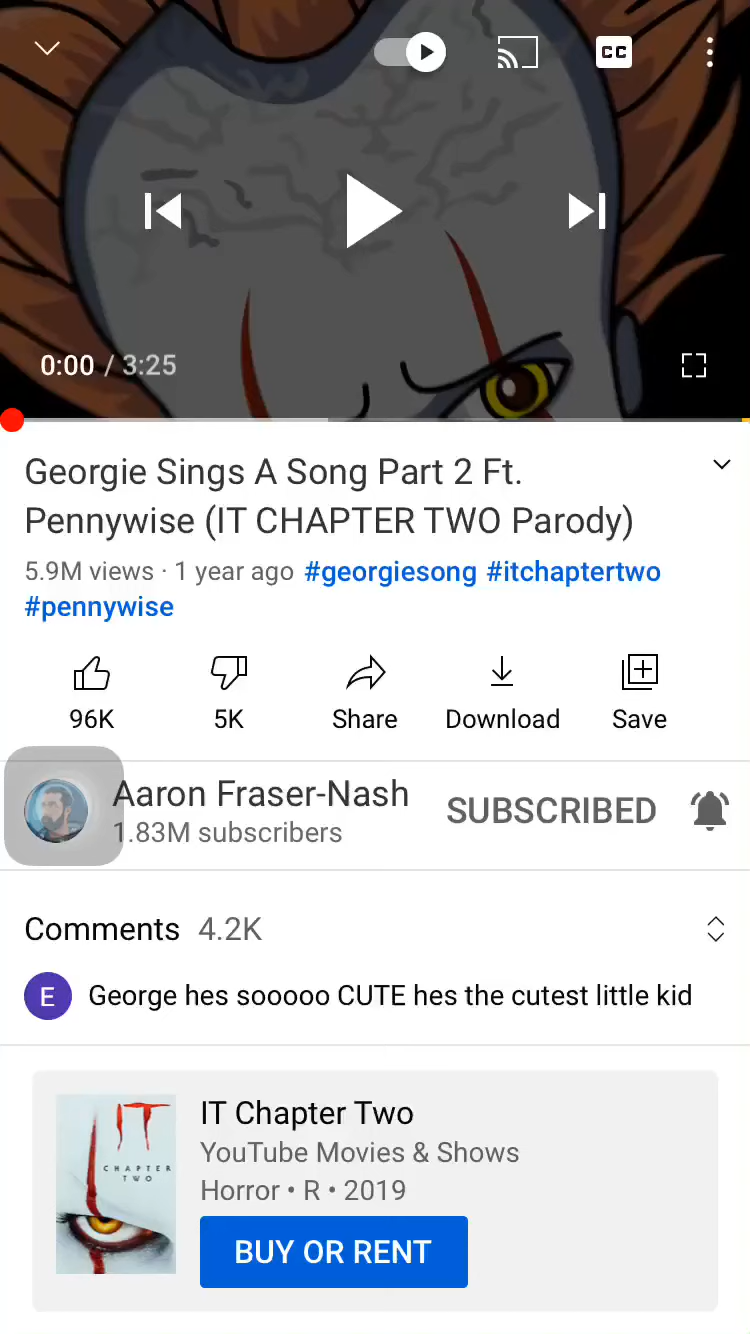 CC
0:00 / 3:25
Georgie Sings A Song Part 2 Ft.
Pennywise (IT CHAPTER TWO Parody)
5.9M views · 1 year ago #georgiesong #itchaptertwo
#pennywise
96K
5K
Share
Download
Save
Aaron Fraser-Nash
1.83M subscribers
SUBSCRIBED
Comments 4.2K
E
George hes sooooo CUTE hes the cutest little kid
IT
CHAPTER
TWO
IT Chapter Two
YouTube Movies & Shows
Horror • R • 2019
BUY OR RENT